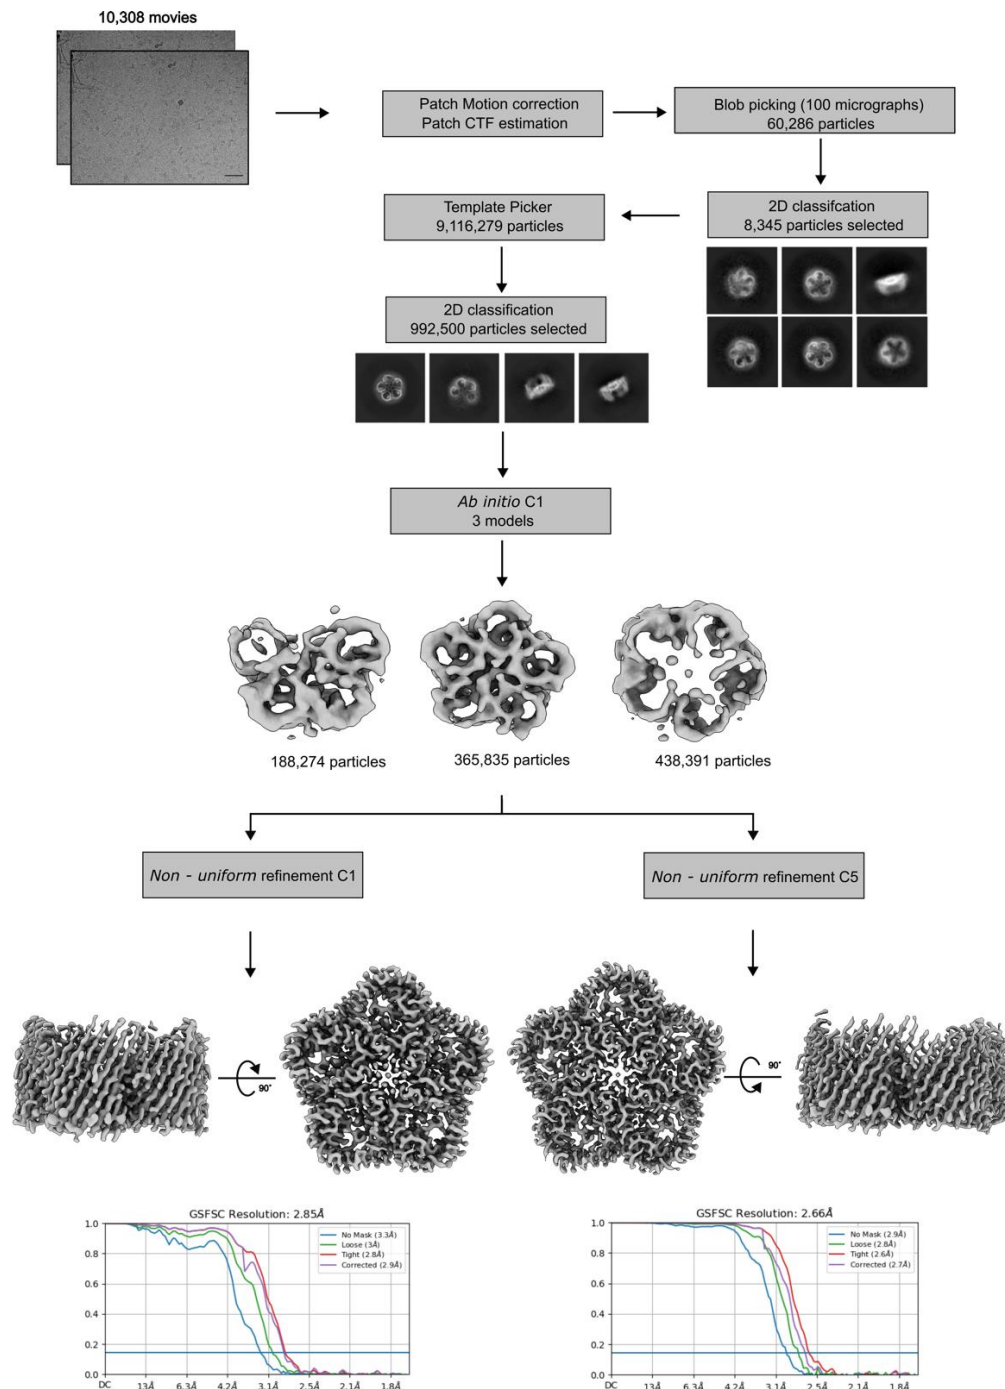 10,308 movies
Patch Motion correction
Patch CTF estimation
Blob picking (100 micrographs)
60,286 particles
2D classifcation
8,345 particles selected
Template Picker
9,116,279 particles
2D classification
992,500 particles selected
Ab initio C1
3 models
188,274 particles
365,835 particles
438,391 particles
Non - uniform refinement C1
Non - uniform refinement C5
90°
90°
GSFSC Resolution: 2.85Å
1.0
0.8
0.6
0.4
0.2
0.0
No Mask (3.3Å)
Loose (3Å)
Tight (2.8Å)
Corrected (2.9Å)
DC 13Å 6.3Å 4.2Å 3.1Å 2.5Å 2.1Å 1.8Å
GSFSC Resolution: 2.66Å
1.0
0.8
0.6
0.4
0.2
0.0
No Mask (2.9Å)
Loose (2.8Å)
Tight (2.6Å)
Corrected (2.7Å)
DC 13Å 6.3Å 4.2Å 3.1Å 2.5Å 2.1Å 1.8Å